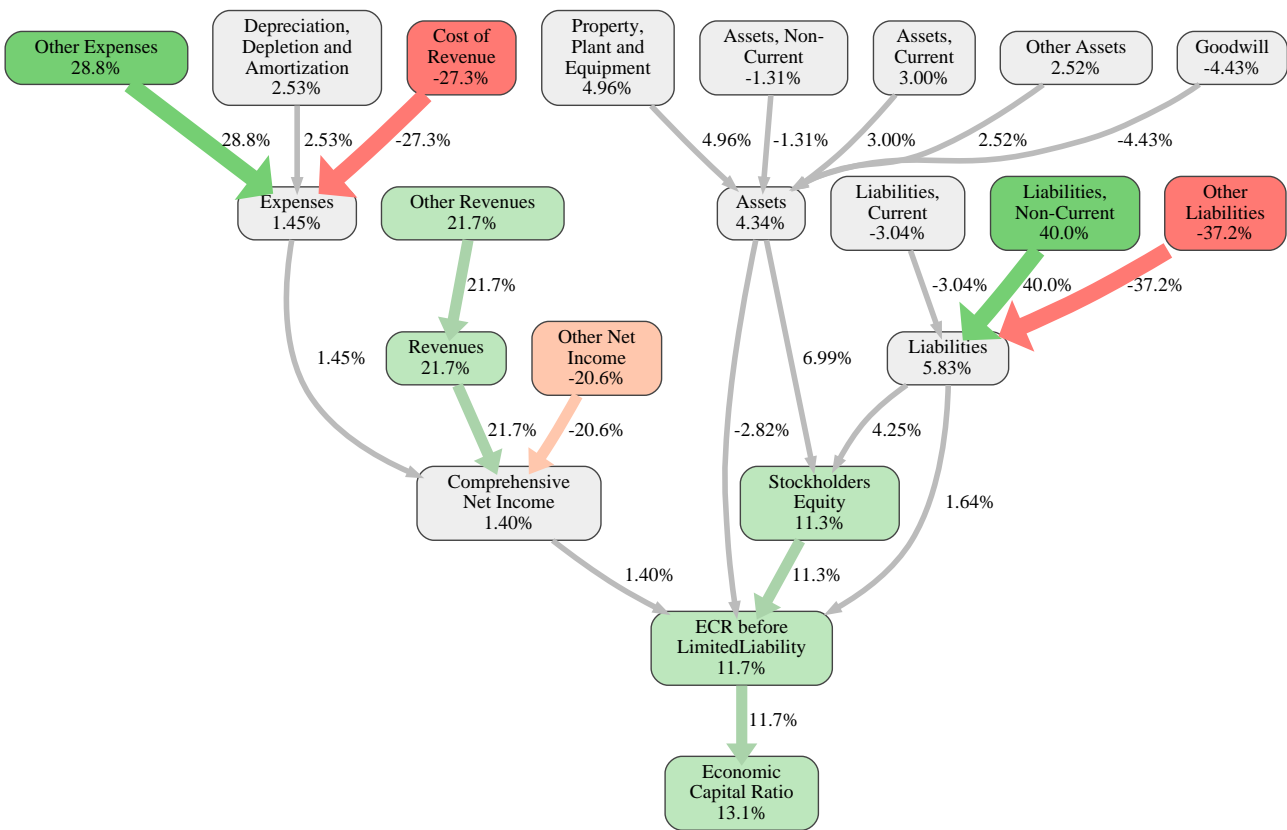 Other Expenses
28.8%
Depreciation,
Depletion and
Amortization
2.53%
Cost of
Revenue
-27.3%
Property,
Plant and
Equipment
4.96%
Assets, Non-
Current
-1.31%
Assets,
Current
3.00%
Other Assets
2.52%
Goodwill
-4.43%
28.8%
2.53%
-27.3%
4.96%
-1.31%
3.00%
2.52%
-4.43%
Expenses
1.45%
Other Revenues
21.7%
Assets
4.34%
Liabilities,
Current
-3.04%
Liabilities,
Non-Current
40.0%
Other
Liabilities
-37.2%
21.7%
-3.04%
40.0%
-37.2%
Revenues
21.7%
Other Net
Income
-20.6%
Liabilities
5.83%
1.45%
6.99%
21.7%
-20.6%
-2.82%
4.25%
Comprehensive
Net Income
1.40%
Stockholders
Equity
11.3%
1.64%
1.40%
11.3%
ECR before
LimitedLiability
11.7%
11.7%
Economic
Capital Ratio
13.1%